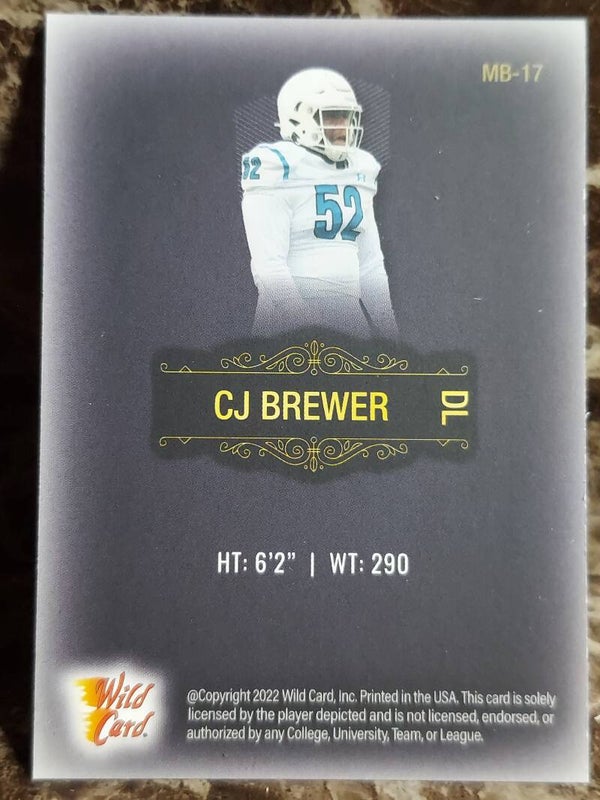 MB-17
52
52
CJ BREWER
DL
HT: 6'2" | WT: 290
Wild
Card.
@Copyright 2022 Wild Card, Inc. Printed in the USA. This card is solely
licensed by the player depicted and is not licensed, endorsed, or
authorized by any College, University, Team, or League.